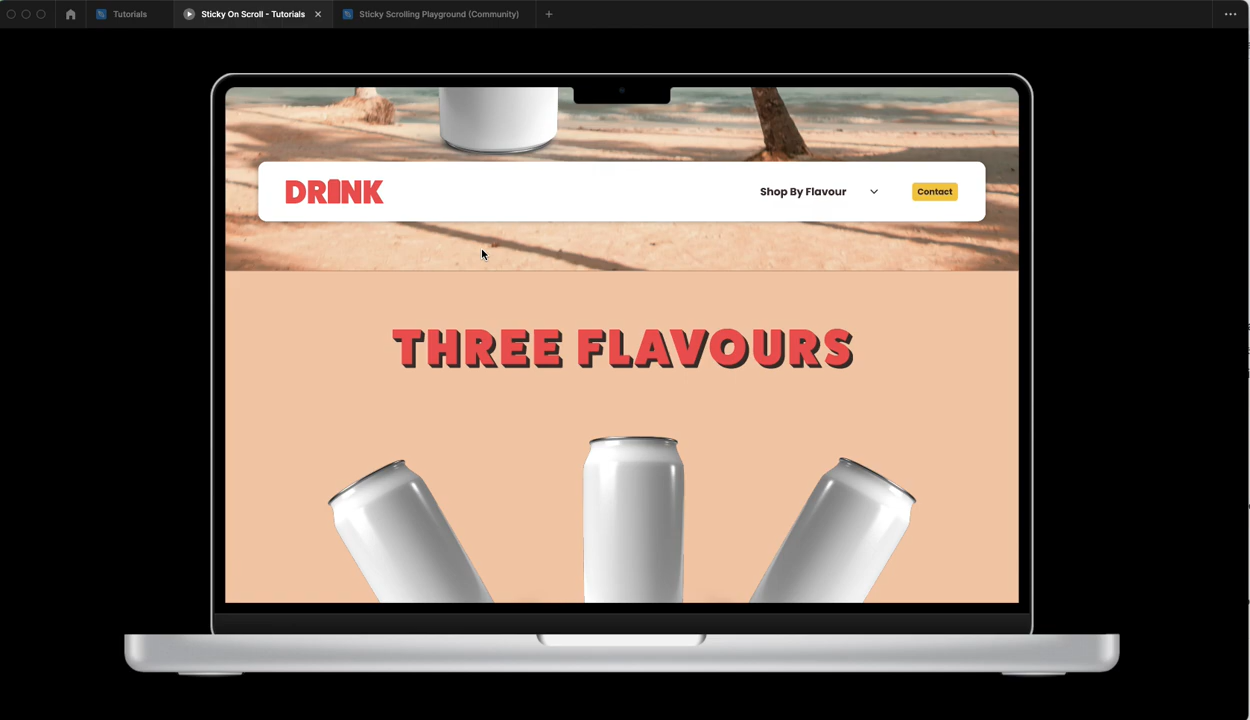 Tutorials
Sticky On Scroll - Tutorials
Sticky Scrolling Playground (Community)
DRINK
Shop By Flavour
Contact
THREE FLAVOURS